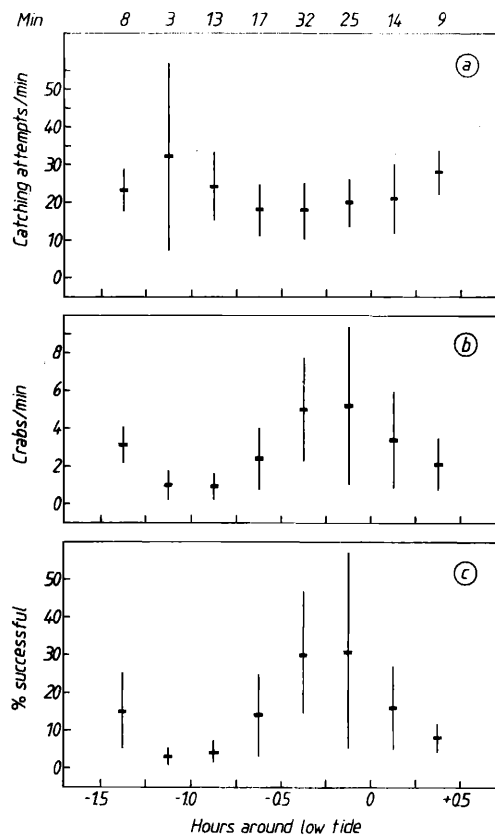 Min 8 3 13 17 32 25 14 9
a
Catching attempts/min
50
40
30
20
10
0
b
Crabs/min
8
6
4
2
0
c
% successful
50
40
30
20
10
0
-1.5 -1.0 -0.5 0 +0.5
Hours around low tide